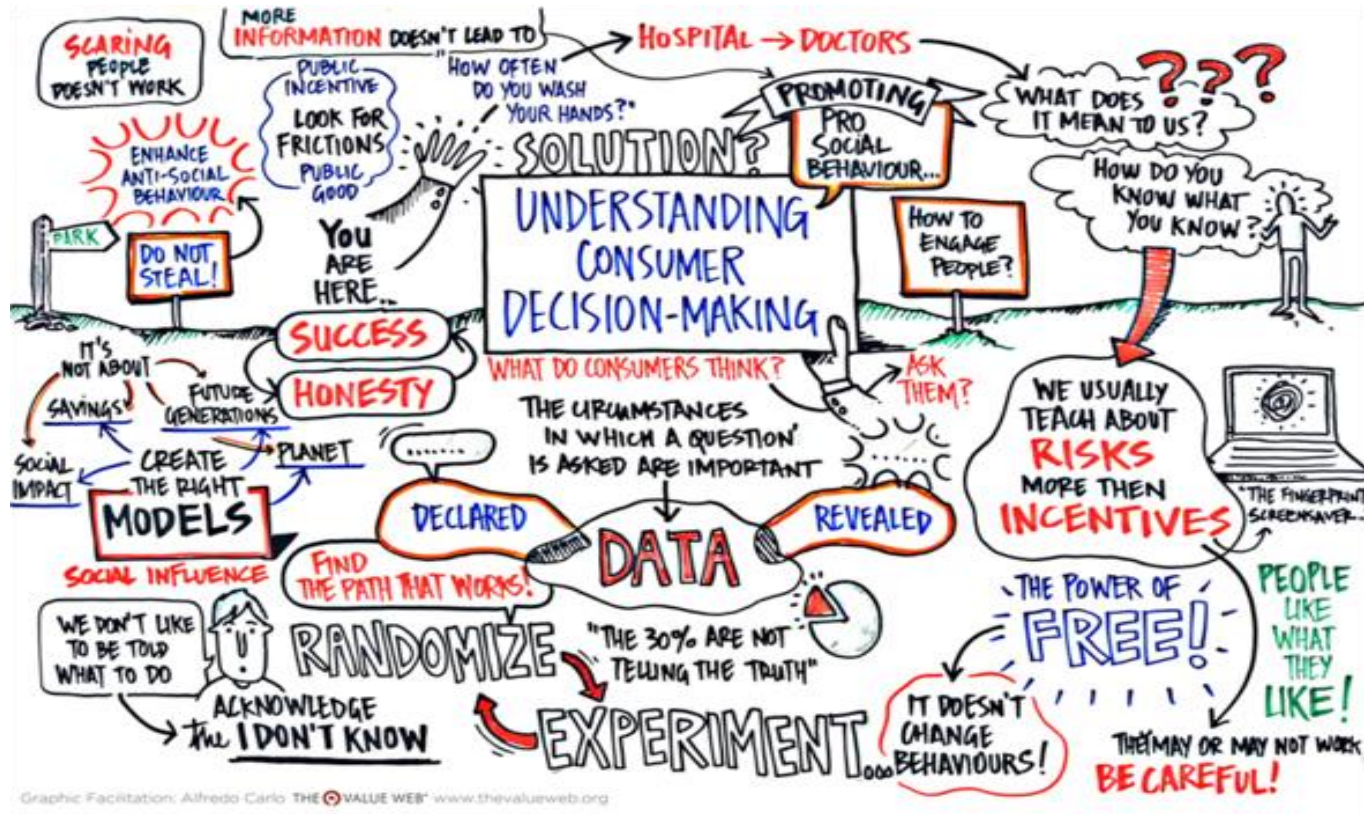 SCARING
PEOPLE
DOESN'T WORK
MORE
INFORMATION DOESN'T LEAD TO
PUBLIC
INCENTIVE
LOOK FOR
FRICTIONS
PUBLIC
GOOD
"HOW OFTEN
DO YOU WASH
YOUR HANDS?"
HOSPITAL → DOCTORS
SOLUTION?
PROMOTING
PRO
SOCIAL
BEHAVIOUR...
???
WHAT DOES
IT MEAN TO US?
HOW DO YOU
KNOW WHAT
YOU KNOW?
ENHANCE
ANTI-SOCIAL
BEHAVIOUR
PARK
DO NOT
STEAL!
YOU
ARE
HERE...
UNDERSTANDING
CONSUMER
DECISION-MAKING
HOW TO
ENGAGE
PEOPLE?
SUCCESS
HONESTY
WHAT DO CONSUMERS THINK?
ASK
THEM?
IT'S
NOT ABOUT
SAVINGS
FUTURE
GENERATIONS
SOCIAL
IMPACT
PLANET
CREATE
THE RIGHT
MODELS
SOCIAL INFLUENCE
THE CIRCUMSTANCES
IN WHICH A QUESTION
IS ASKED ARE IMPORTANT
DECLARED
DATA
REVEALED
WE USUALLY
TEACH ABOUT
RISKS
MORE THEN
INCENTIVES
"THE FINGERPRINT
SCREENSAVER...
FIND
THE PATH THAT WORKS!
WE DON'T LIKE
TO BE TOLD
WHAT TO DO
ACKNOWLEDGE
the I DON'T KNOW
RANDOMIZE
"THE 30% ARE NOT
TELLING THE TRUTH"
EXPERIMENT...
THE POWER OF
FREE!
IT DOESN'T
CHANGE
BEHAVIOURS!
PEOPLE
LIKE
WHAT
THEY
LIKE!
THEY MAY OR MAY NOT WORK
BE CAREFUL!
Graphic Facilitation: Alfredo Carlo THE VALUE WEB® www.thevalueweb.org